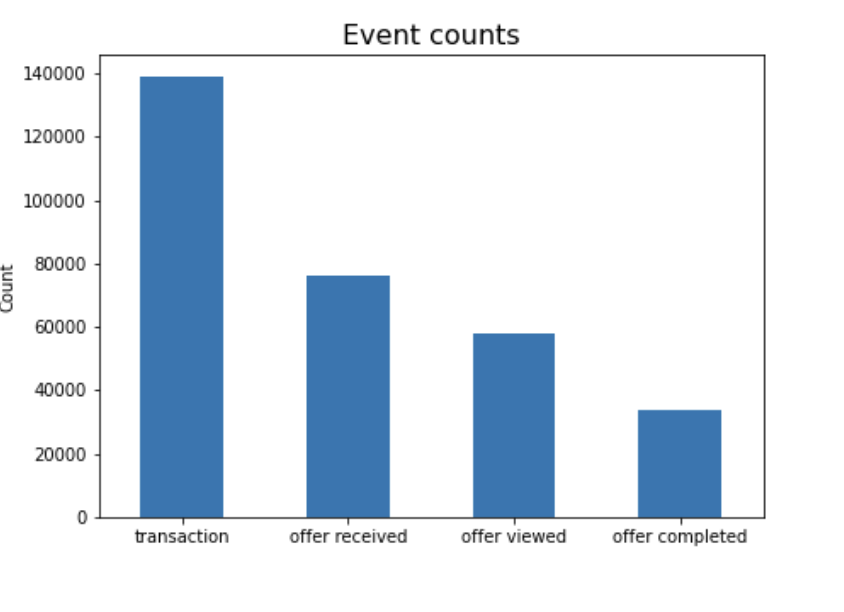 Event counts
140000
120000
100000
80000
60000
40000
20000
0
Count
transaction offer received offer viewed offer completed